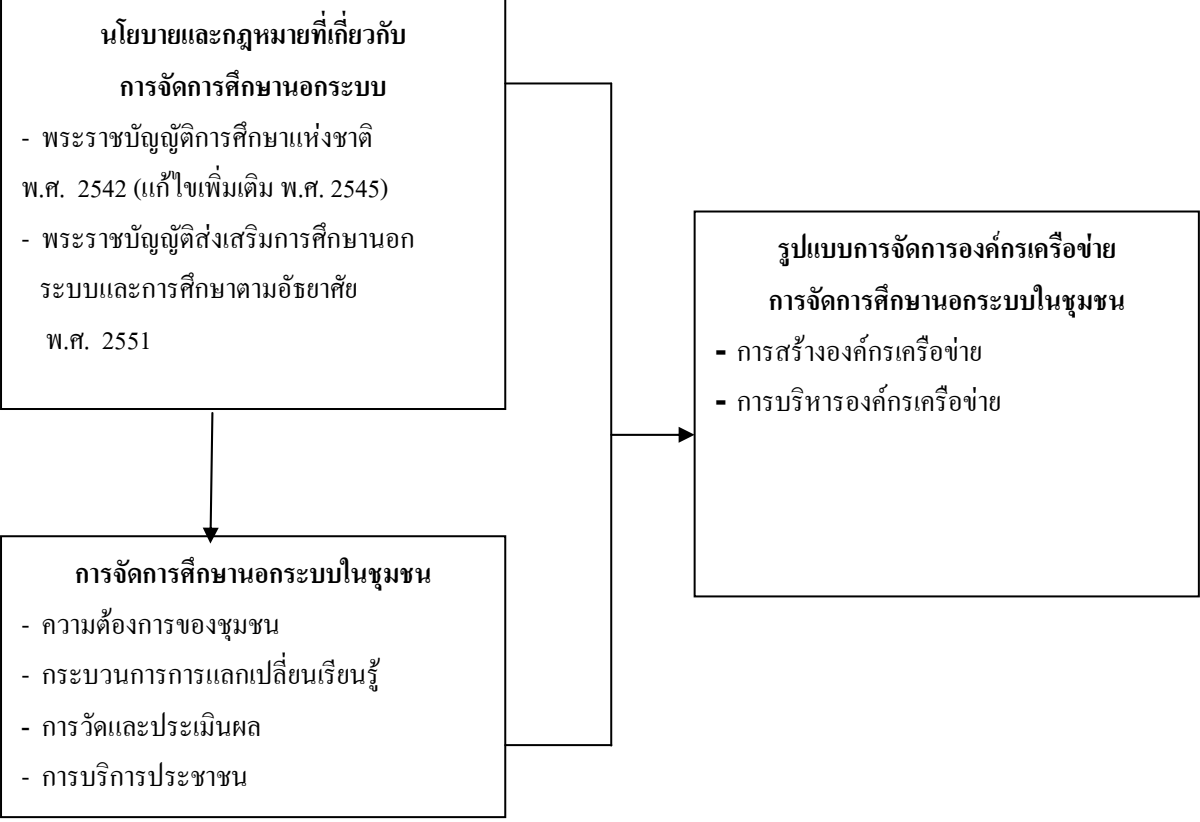 นโยบายและกฎหมายที่เกี่ยวกับ
การจัดการศึกษานอกระบบ
- พระราชบัญญัติการศึกษาแห่งชาติ
พ.ศ. 2542 (แก้ไขเพิ่มเติม พ.ศ. 2545)
- พระราชบัญญัติส่งเสริมการศึกษานอก
ระบบและการศึกษาตามอัธยาศัย
พ.ศ. 2551
การจัดการศึกษานอกระบบในชุมชน
- ความต้องการของชุมชน
- กระบวนการการแลกเปลี่ยนเรียนรู้
- การวัดและประเมินผล
- การบริการประชาชน
รูปแบบการจัดการองค์กรเครือข่าย
การจัดการศึกษานอกระบบในชุมชน
- การสร้างองค์กรเครือข่าย
- การบริหารองค์กรเครือข่าย